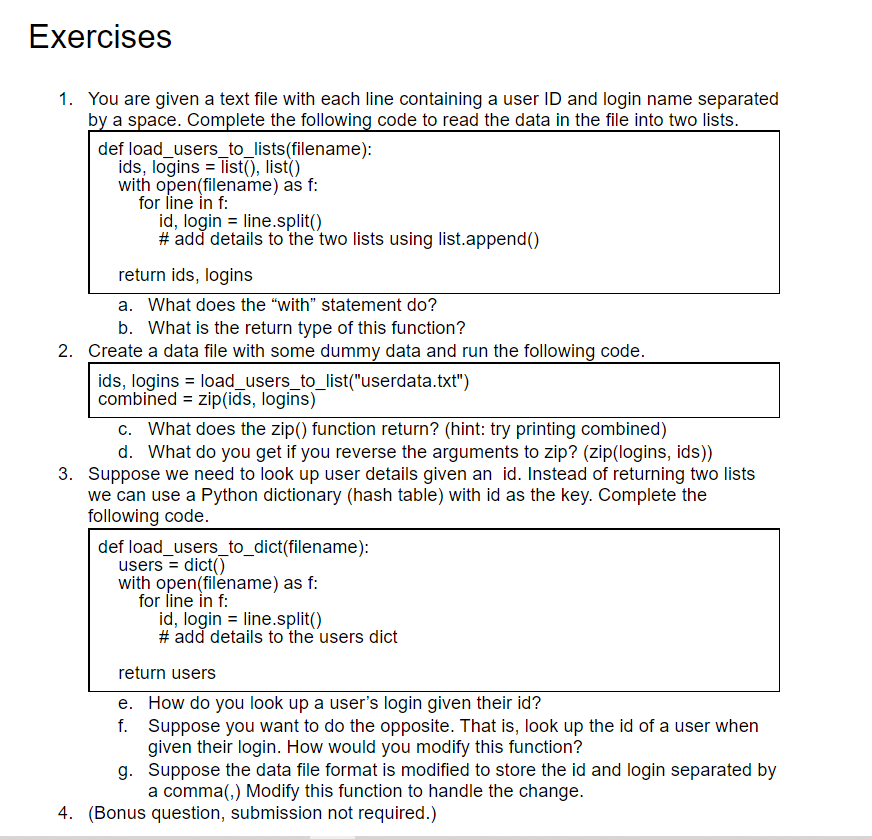 Exercises
1. You are given a text file with each line containing a user ID and login name separated
by a space. Complete the following code to read the data in the file into two lists.
def load_users_to_lists(filename):
ids, logins = list(), list()
with open(filename) as f:
for line in f:
id, login = line.split()
# add details to the two lists using list.append()
return ids, logins
a. What does the “with” statement do?
b. What is the return type of this function?
2. Create a data file with some dummy data and run the following code.
ids, logins = load_users_to_list("userdata.txt")
combined = zip(ids, logins)
c. What does the zip() function return? (hint: try printing combined)
d. What do you get if you reverse the arguments to zip? (zip(logins, ids))
3. Suppose we need to look up user details given an  id. Instead of returning two lists
we can use a Python dictionary (hash table) with id as the key. Complete the
following code.
def load_users_to_dict(filename):
users = dict()
with open(filename) as f:
for line in f:
id, login = line.split()
# add details to the users dict
return users
e. How do you look up a user’s login given their id?
f. Suppose you want to do the opposite. That is, look up the id of a user when
given their login. How would you modify this function?
g. Suppose the data file format is modified to store the id and login separated by
a comma(,) Modify this function to handle the change.
4. (Bonus question, submission not required.)